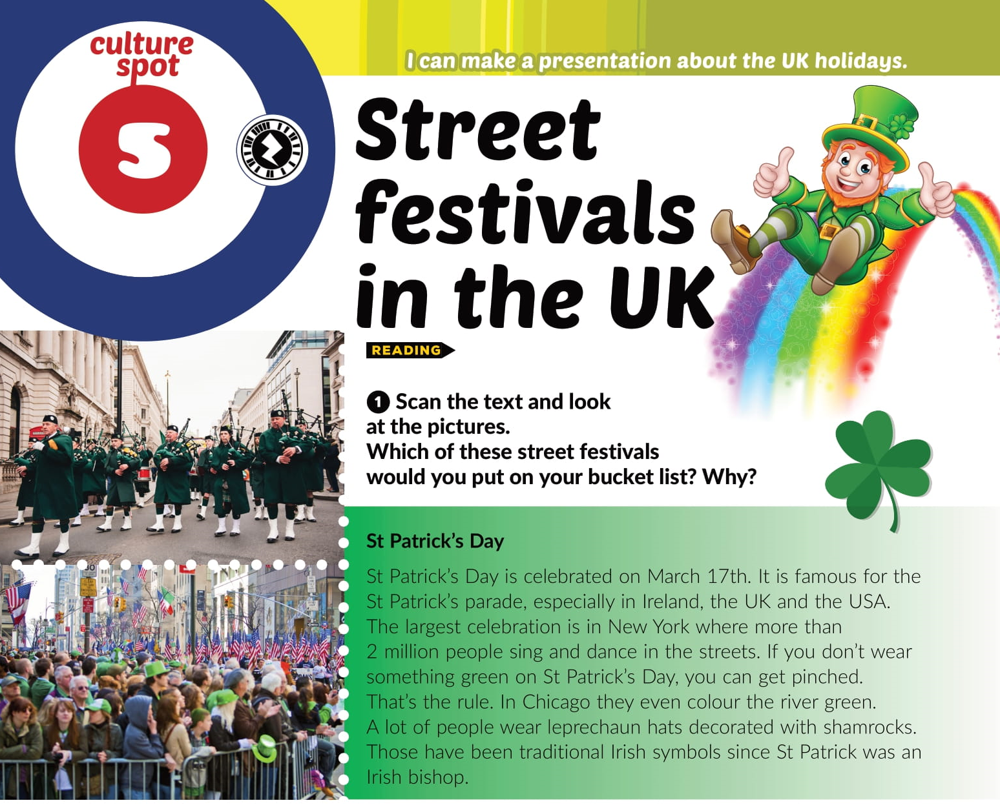 culture
spot
S
I can make a presentation about the UK holidays.
Street
festivals
in the UK
READING
1 Scan the text and look
at the pictures.
Which of these street festivals
would you put on your bucket list? Why?
St Patrick’s Day
St Patrick’s Day is celebrated on March 17th. It is famous for the
St Patrick’s parade, especially in Ireland, the UK and the USA.
The largest celebration is in New York where more than
2 million people sing and dance in the streets. If you don’t wear
something green on St Patrick’s Day, you can get pinched.
That’s the rule. In Chicago they even colour the river green.
A lot of people wear leprechaun hats decorated with shamrocks.
Those have been traditional Irish symbols since St Patrick was an
Irish bishop.